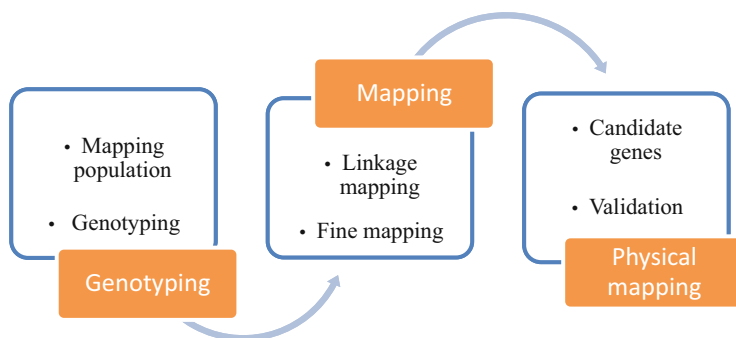 • Mapping
population
• Genotyping
Genotyping
Mapping
• Linkage
mapping
• Fine mapping
• Candidate
genes
• Validation
Physical
mapping